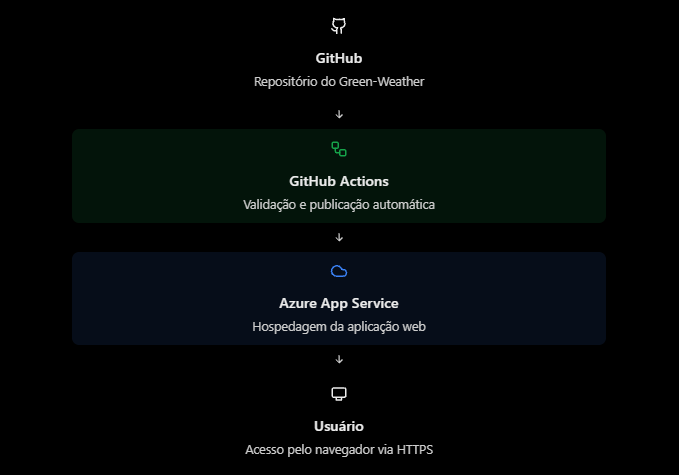 GitHub
Repositório do Green-Weather
GitHub Actions
Validação e publicação automática
Azure App Service
Hospedagem da aplicação web
Usuário
Acesso pelo navegador via HTTPS